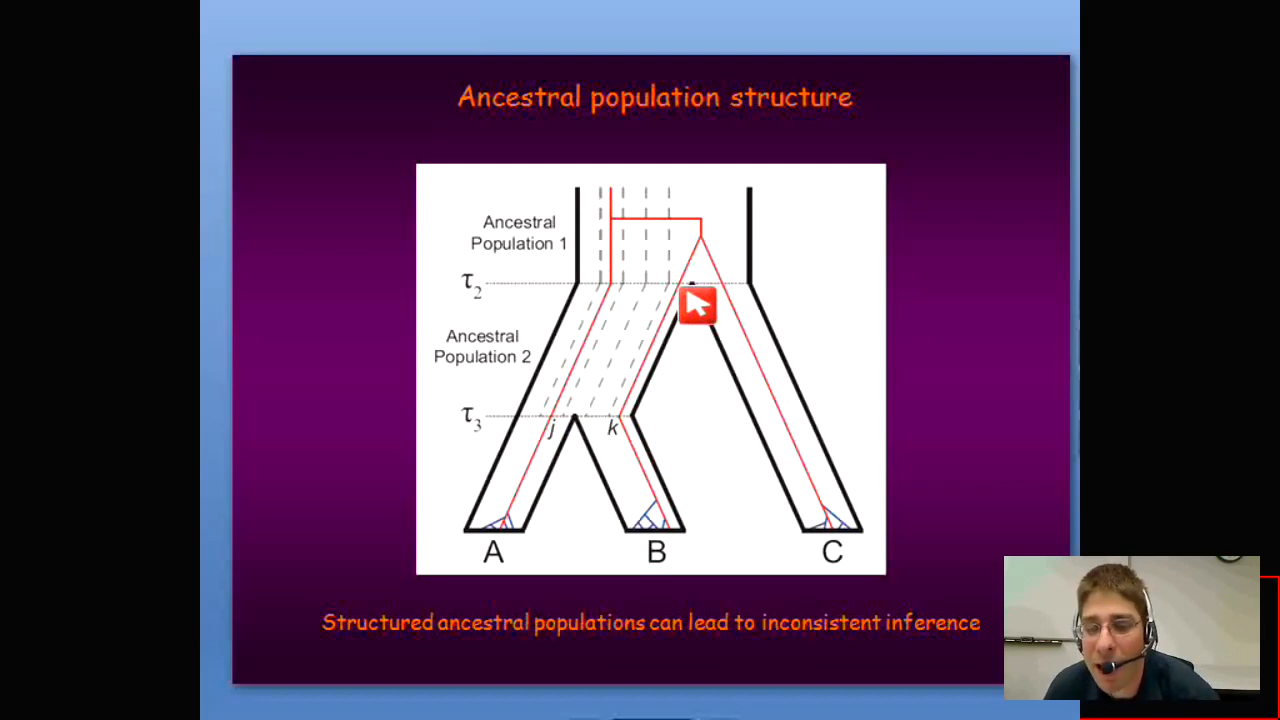 Ancestral population structure
Ancestral
Population 1
τ2
Ancestral
Population 2
τ3
j
k
A
B
C
Structured ancestral populations can lead to inconsistent inference